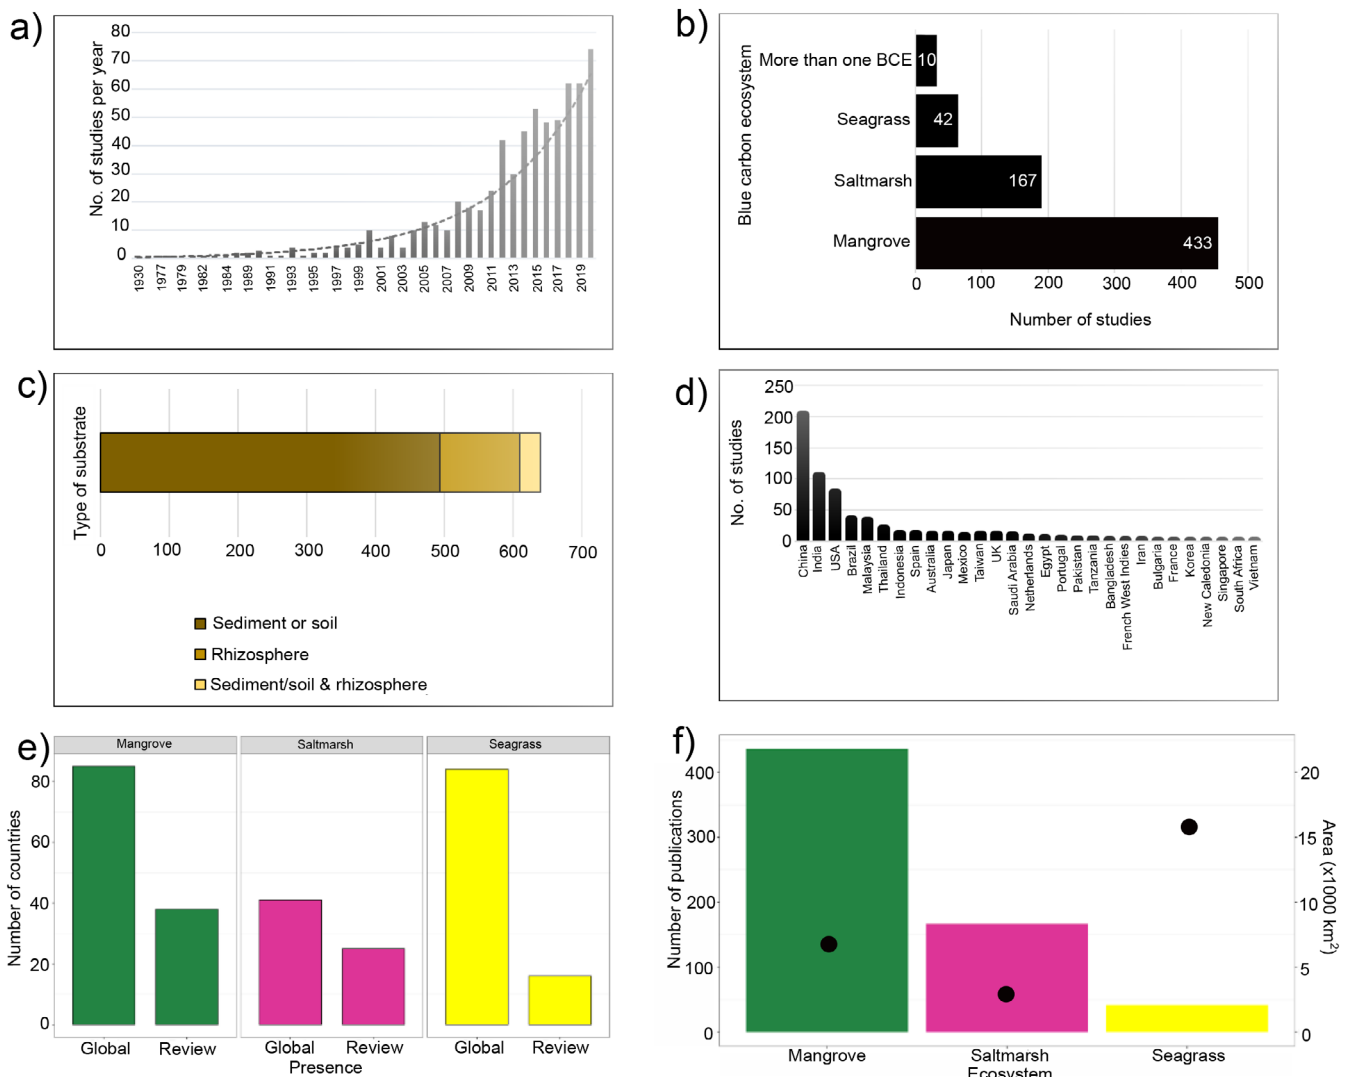 a)
No. of studies per year
80
70
60
50
40
30
20
10
0
1930 1977 1979 1982 1984 1989 1991 1993 1995 1997 1999 2001 2003 2005 2007 2009 2011 2013 2015 2017 2019
b)
Blue carbon ecosystem
More than one BCE 10
Seagrass 42
Saltmarsh 167
Mangrove 433
0 100 200 300 400 500
Number of studies
c)
Type of substrate
0 100 200 300 400 500 600 700
Sediment or soil
Rhizosphere
Sediment/soil & rhizosphere
d)
No. of studies
250
200
150
100
50
0
China India USA Brazil Malaysia Thailand Indonesia Spain Australia Japan Mexico Taiwan UK Saudi Arabia Netherlands Egypt Portugal Pakistan Tanzania Bangladesh French West Indies Iran Bulgaria France Korea New Caledonia Singapore South Africa Vietnam
e)
Mangrove Saltmarsh Seagrass
Number of countries
80
60
40
20
0
Global Review Global Review Global Review
Presence
f)
Number of publications
400
300
200
100
0
20
15
10
5
0
Area (x1000 km²)
Mangrove Saltmarsh Seagrass
Ecosystem